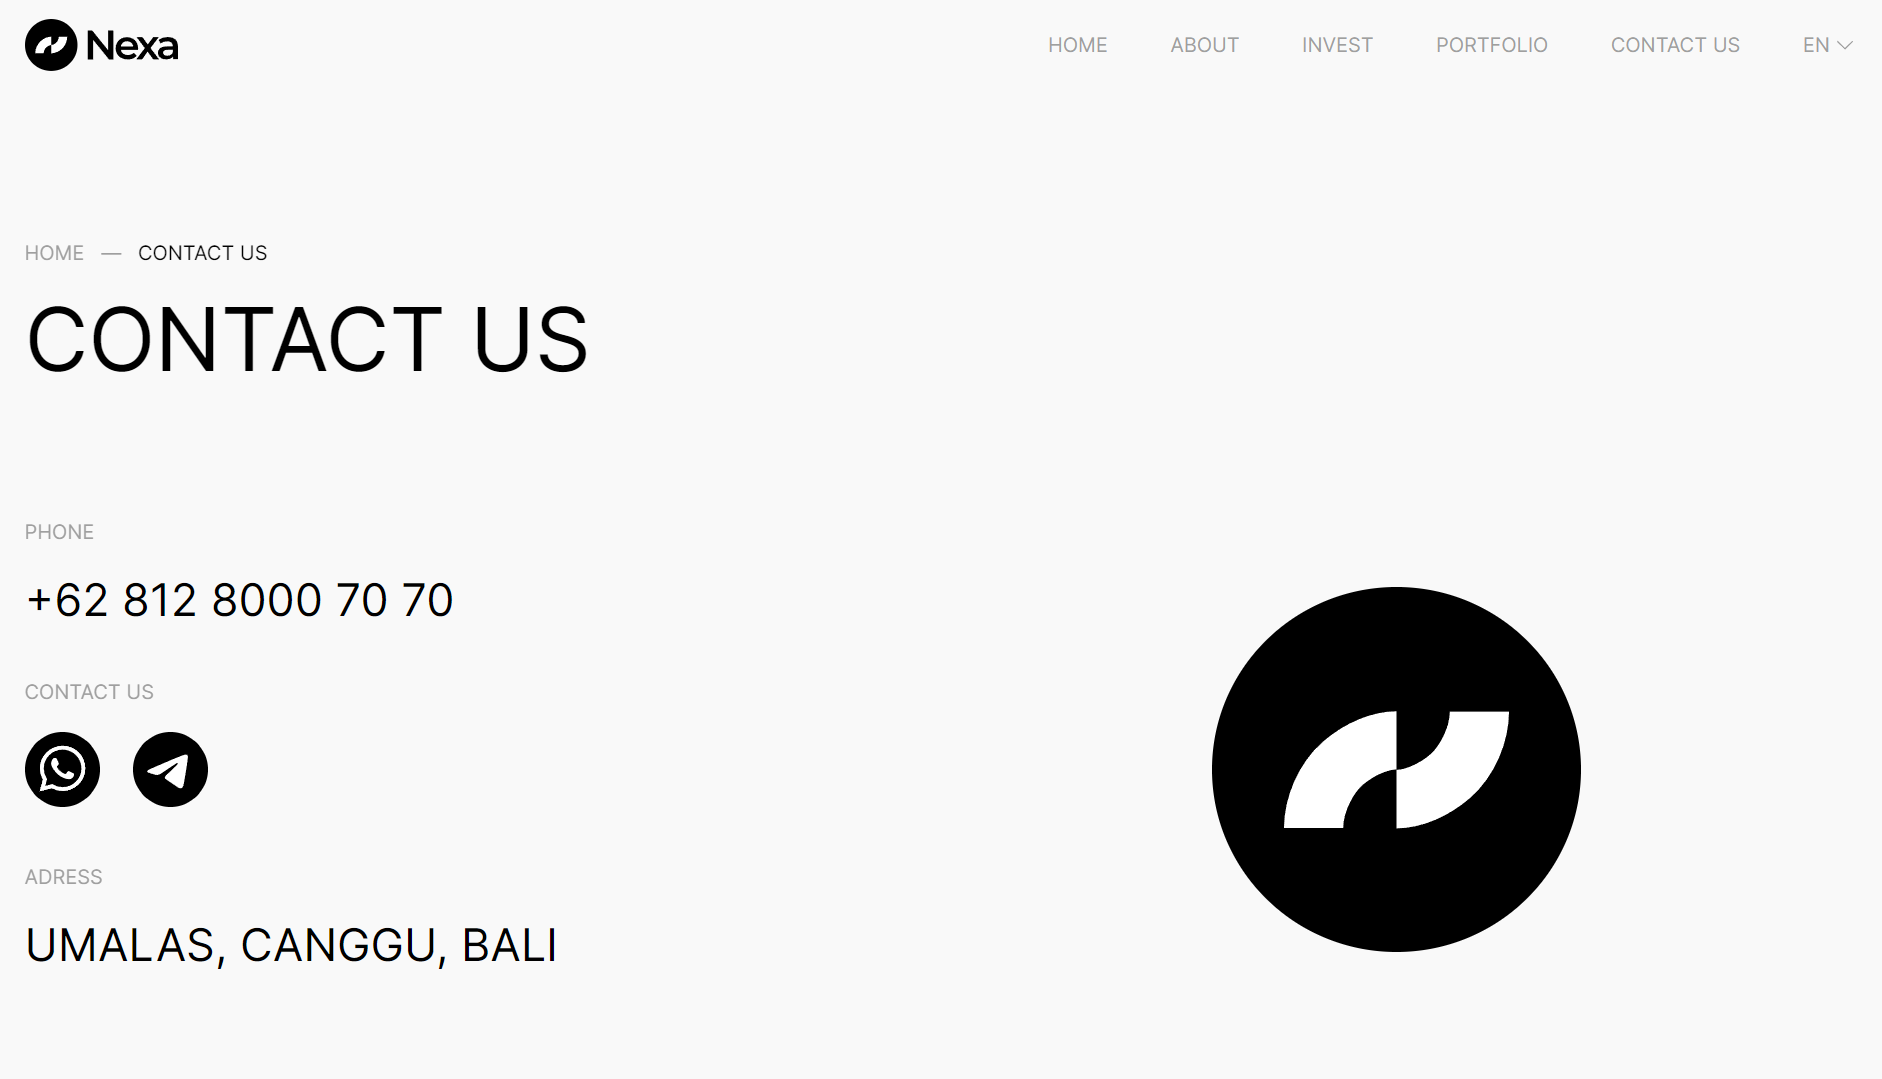 Nexa
HOME ABOUT INVEST PORTFOLIO CONTACT US EN
HOME — CONTACT US
CONTACT US
PHONE
+62 812 8000 70 70
CONTACT US
ADRESS
UMALAS, CANGGU, BALI